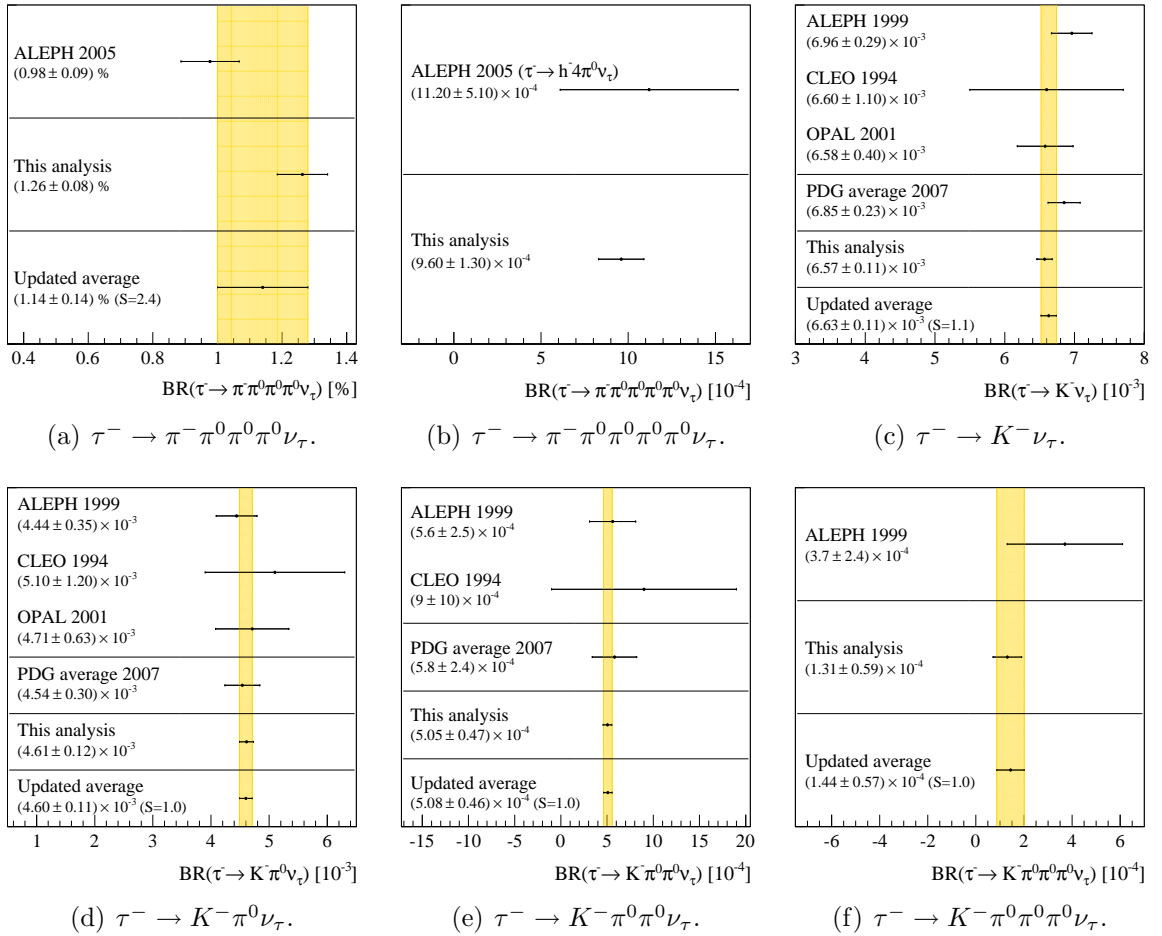 ALEPH 2005
(0.98 ± 0.09) %
This analysis
(1.26 ± 0.08) %
Updated average
(1.14 ± 0.14) % (S=2.4)
0.4 0.6 0.8 1 1.2 1.4
BR(τ⁻→ π⁻π⁰π⁰π⁰ν_τ) [%]
(a) τ⁻ → π⁻π⁰π⁰π⁰ν_τ.
ALEPH 2005 (τ⁻→ h⁻4π⁰ν_τ)
(11.20 ± 5.10) × 10⁻⁴
This analysis
(9.60 ± 1.30) × 10⁻⁴
0 5 10 15
BR(τ⁻→ π⁻π⁰π⁰π⁰π⁰ν_τ) [10⁻⁴]
(b) τ⁻ → π⁻π⁰π⁰π⁰π⁰ν_τ.
ALEPH 1999
(6.96 ± 0.29) × 10⁻³
CLEO 1994
(6.60 ± 1.10) × 10⁻³
OPAL 2001
(6.58 ± 0.40) × 10⁻³
PDG average 2007
(6.85 ± 0.23) × 10⁻³
This analysis
(6.57 ± 0.11) × 10⁻³
Updated average
(6.63 ± 0.11) × 10⁻³ (S=1.1)
3 4 5 6 7 8
BR(τ⁻→ K⁻ν_τ) [10⁻³]
(c) τ⁻ → K⁻ν_τ.
ALEPH 1999
(4.44 ± 0.35) × 10⁻³
CLEO 1994
(5.10 ± 1.20) × 10⁻³
OPAL 2001
(4.71 ± 0.63) × 10⁻³
PDG average 2007
(4.54 ± 0.30) × 10⁻³
This analysis
(4.61 ± 0.12) × 10⁻³
Updated average
(4.60 ± 0.11) × 10⁻³ (S=1.0)
1 2 3 4 5 6
BR(τ⁻→ K⁻π⁰ν_τ) [10⁻³]
(d) τ⁻ → K⁻π⁰ν_τ.
ALEPH 1999
(5.6 ± 2.5) × 10⁻⁴
CLEO 1994
(9 ± 10) × 10⁻⁴
PDG average 2007
(5.8 ± 2.4) × 10⁻⁴
This analysis
(5.05 ± 0.47) × 10⁻⁴
Updated average
(5.08 ± 0.46) × 10⁻⁴ (S=1.0)
-15 -10 -5 0 5 10 15 20
BR(τ⁻→ K⁻π⁰π⁰ν_τ) [10⁻⁴]
(e) τ⁻ → K⁻π⁰π⁰ν_τ.
ALEPH 1999
(3.7 ± 2.4) × 10⁻⁴
This analysis
(1.31 ± 0.59) × 10⁻⁴
Updated average
(1.44 ± 0.57) × 10⁻⁴ (S=1.0)
-6 -4 -2 0 2 4 6
BR(τ⁻→ K⁻π⁰π⁰π⁰ν_τ) [10⁻⁴]
(f) τ⁻ → K⁻π⁰π⁰π⁰ν_τ.